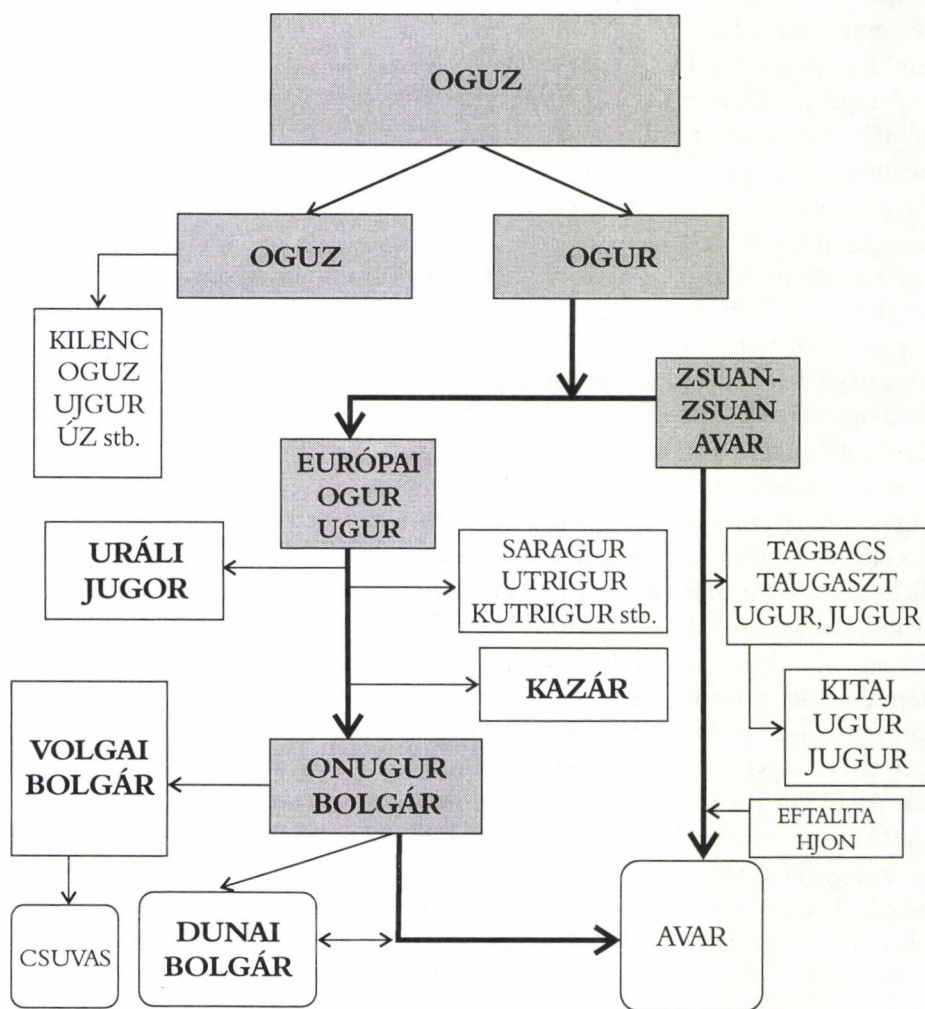 OGUZ
OGUZ
OGUR
KILENC
OGUZ
UJGUR
ÚZ stb.
ZSUAN-
ZSUAN
AVAR
EURÓPAI
OGUR
UGUR
URÁLI
JUGOR
SARAGUR
UTRIGUR
KUTRIGUR stb.
TAGBACS
TAUGASZT
UGUR, JUGUR
KAZÁR
KITAJ
UGUR
JUGUR
VOLGAI
BOLGÁR
ONUGUR
BOLGÁR
EFTALITA
HJON
CSUVAS
DUNAI
BOLGÁR
AVAR